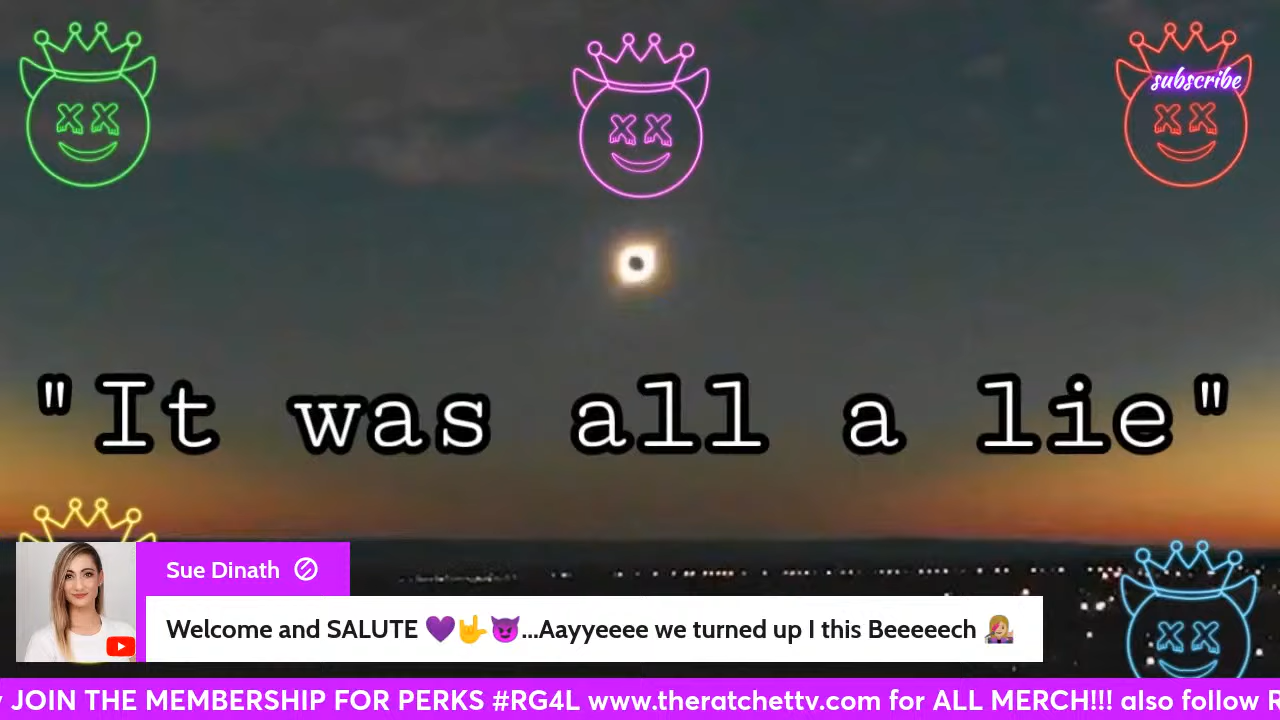 subscribe
"It was all a lie"
Sue Dinath
Welcome and SALUTE 💜🤟😈...Aayyeeee we turned up I this Beeeeech 👩🏼‍🎤
JOIN THE MEMBERSHIP FOR PERKS #RG4L www.theratchettv.com for ALL MERCH!!! also follow R